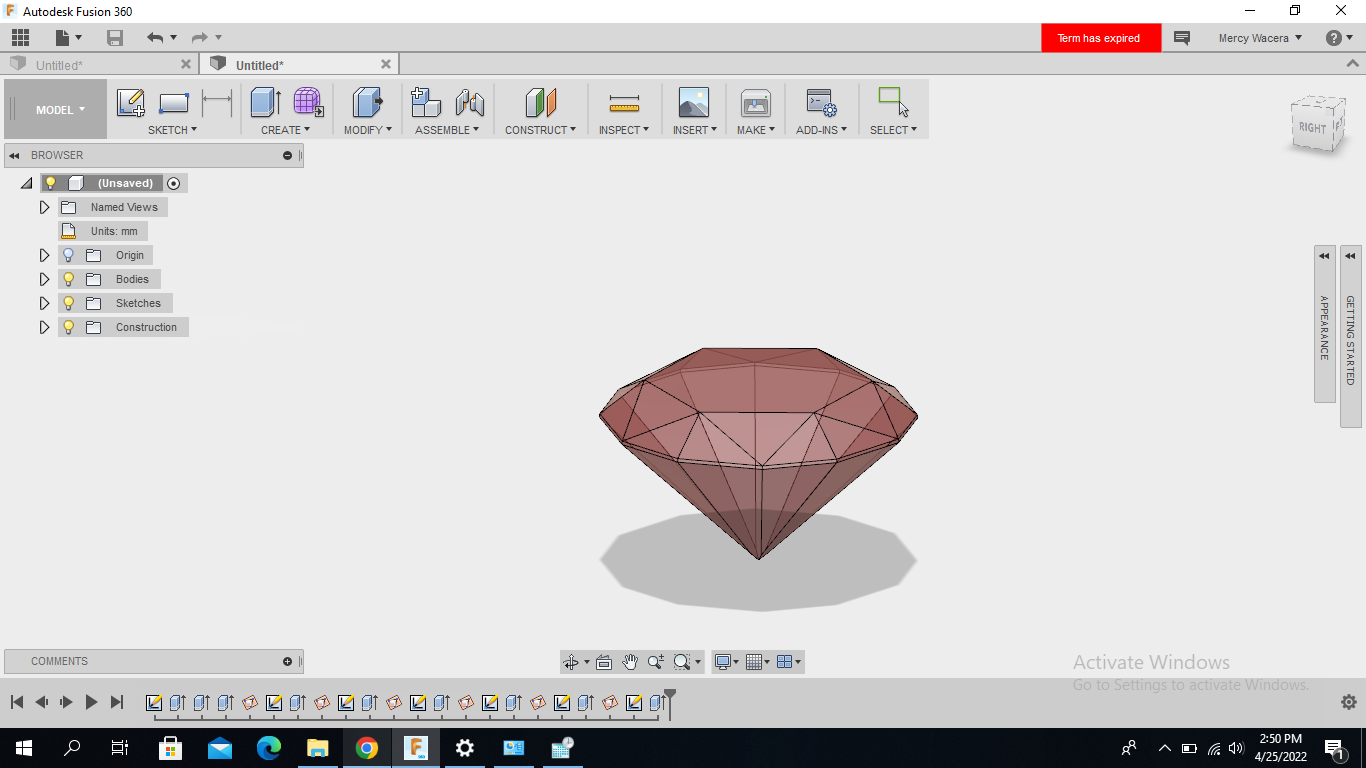 Autodesk Fusion 360
Term has expired
Mercy Wacera
Untitled*
Untitled*
MODEL
SKETCH
CREATE
MODIFY
ASSEMBLE
CONSTRUCT
INSPECT
INSERT
MAKE
ADD-INS
SELECT
RIGHT
BROWSER
(Unsaved)
Named Views
Units: mm
Origin
Bodies
Sketches
Construction
APPEARANCE
GETTING STARTED
COMMENTS
Activate Windows
Go to Settings to activate Windows.
2:50 PM
4/25/2022
1